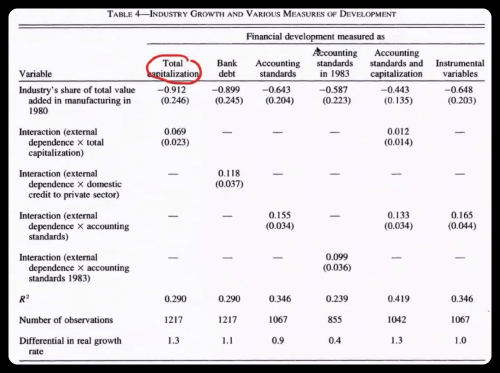 TABLE 4—INDUSTRY GROWTH AND VARIOUS MEASURES OF DEVELOPMENT
Financial development measured as
Variable Total capitalization Bank debt Accounting standards Accounting standards in 1983 Accounting standards and capitalization Instrumental variables
Industry's share of total value −0.912 −0.899 −0.643 −0.587 −0.443 −0.648
added in manufacturing in (0.246) (0.245) (0.204) (0.223) (0.135) (0.203)
1980
Interaction (external 0.069 — — — 0.012 —
dependence × total (0.023) (0.014)
capitalization)
Interaction (external — 0.118 — — — —
dependence × domestic (0.037)
credit to private sector)
Interaction (external — — 0.155 — 0.133 0.165
dependence × accounting (0.034) (0.034) (0.044)
standards)
Interaction (external — — — 0.099 — —
dependence × accounting (0.036)
standards 1983)
R² 0.290 0.290 0.346 0.239 0.419 0.346
Number of observations 1217 1217 1067 855 1042 1067
Differential in real growth 1.3 1.1 0.9 0.4 1.3 1.0
rate